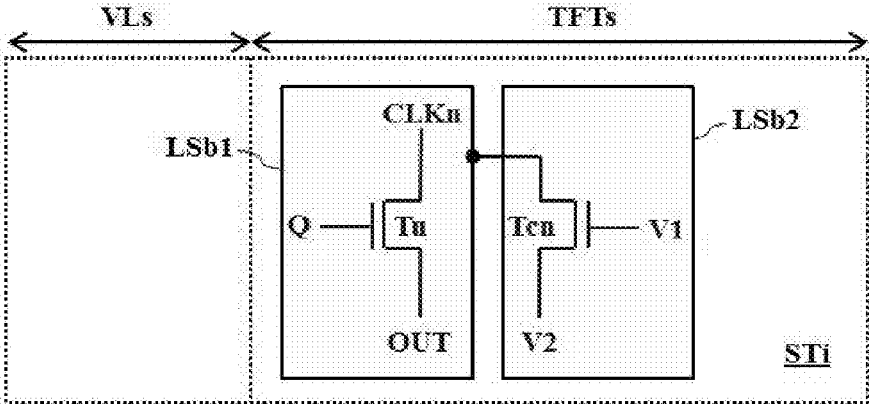 VLs
TFTs
CLKn
LSb1
LSb2
Q
Tu
Tcn
V1
OUT
V2
STi